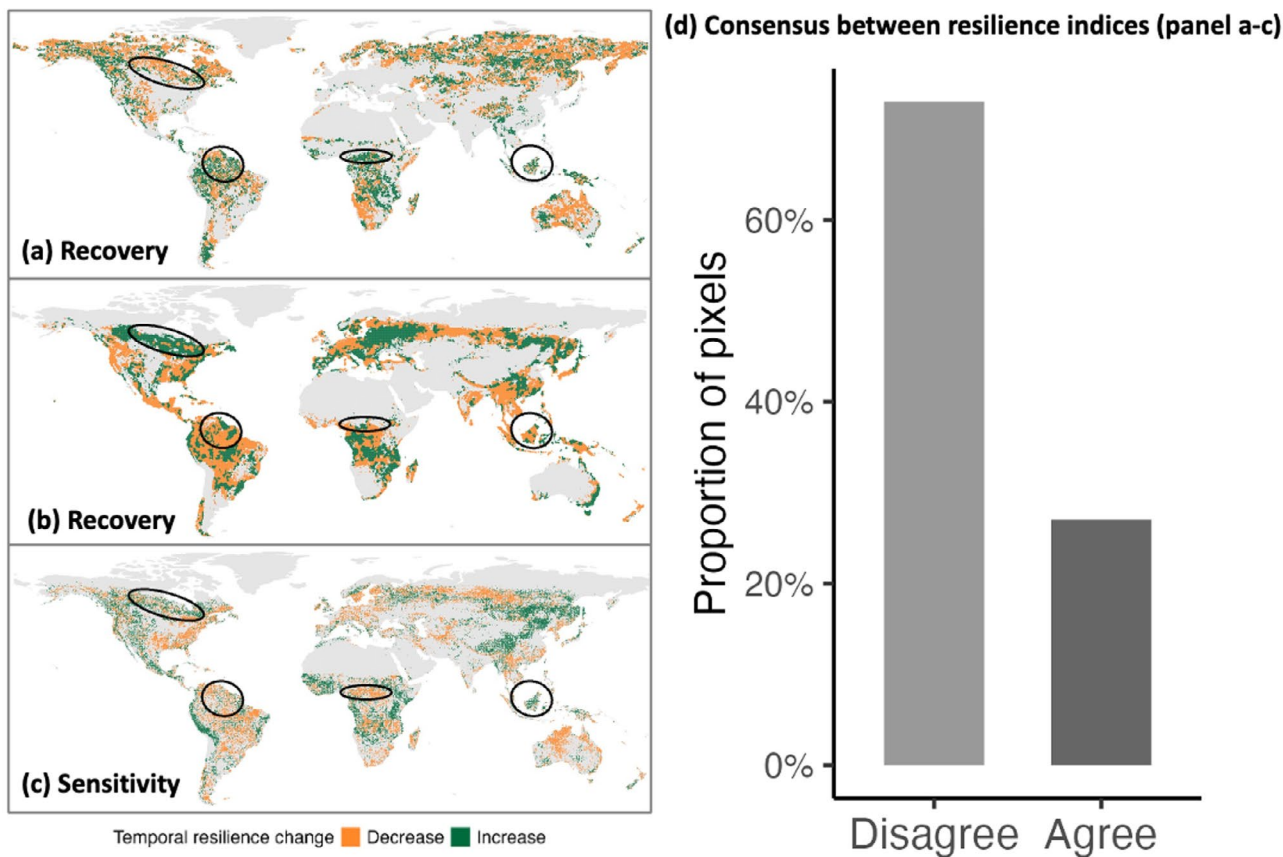 (d) Consensus between resilience indices (panel a-c)
(a) Recovery
(b) Recovery
(c) Sensitivity
Temporal resilience change Decrease Increase
Proportion of pixels
60%
40%
20%
0%
Disagree Agree